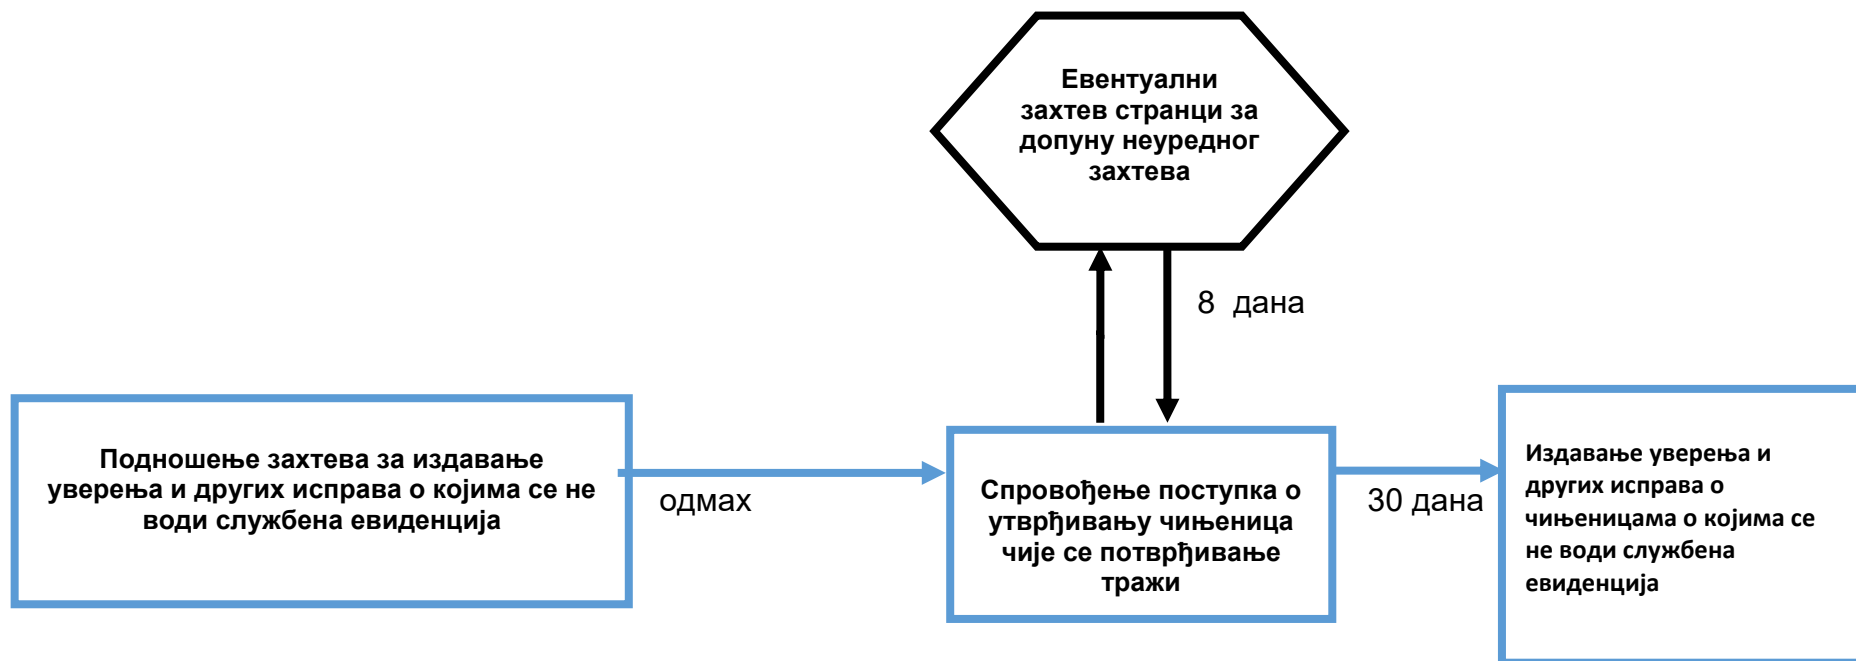 Евентуални
захтев странци за
допуну неуредног
захтева
8 дана
Подношење захтева за издавање
уверења и других исправа о којима се не
води службена евиденција
одмах
Спровођење поступка о
утврђивању чињеница
чије се потврђивање
тражи
30 дана
Издавање уверења и
других исправа о
чињеницама о којима се
не води службена
евиденција